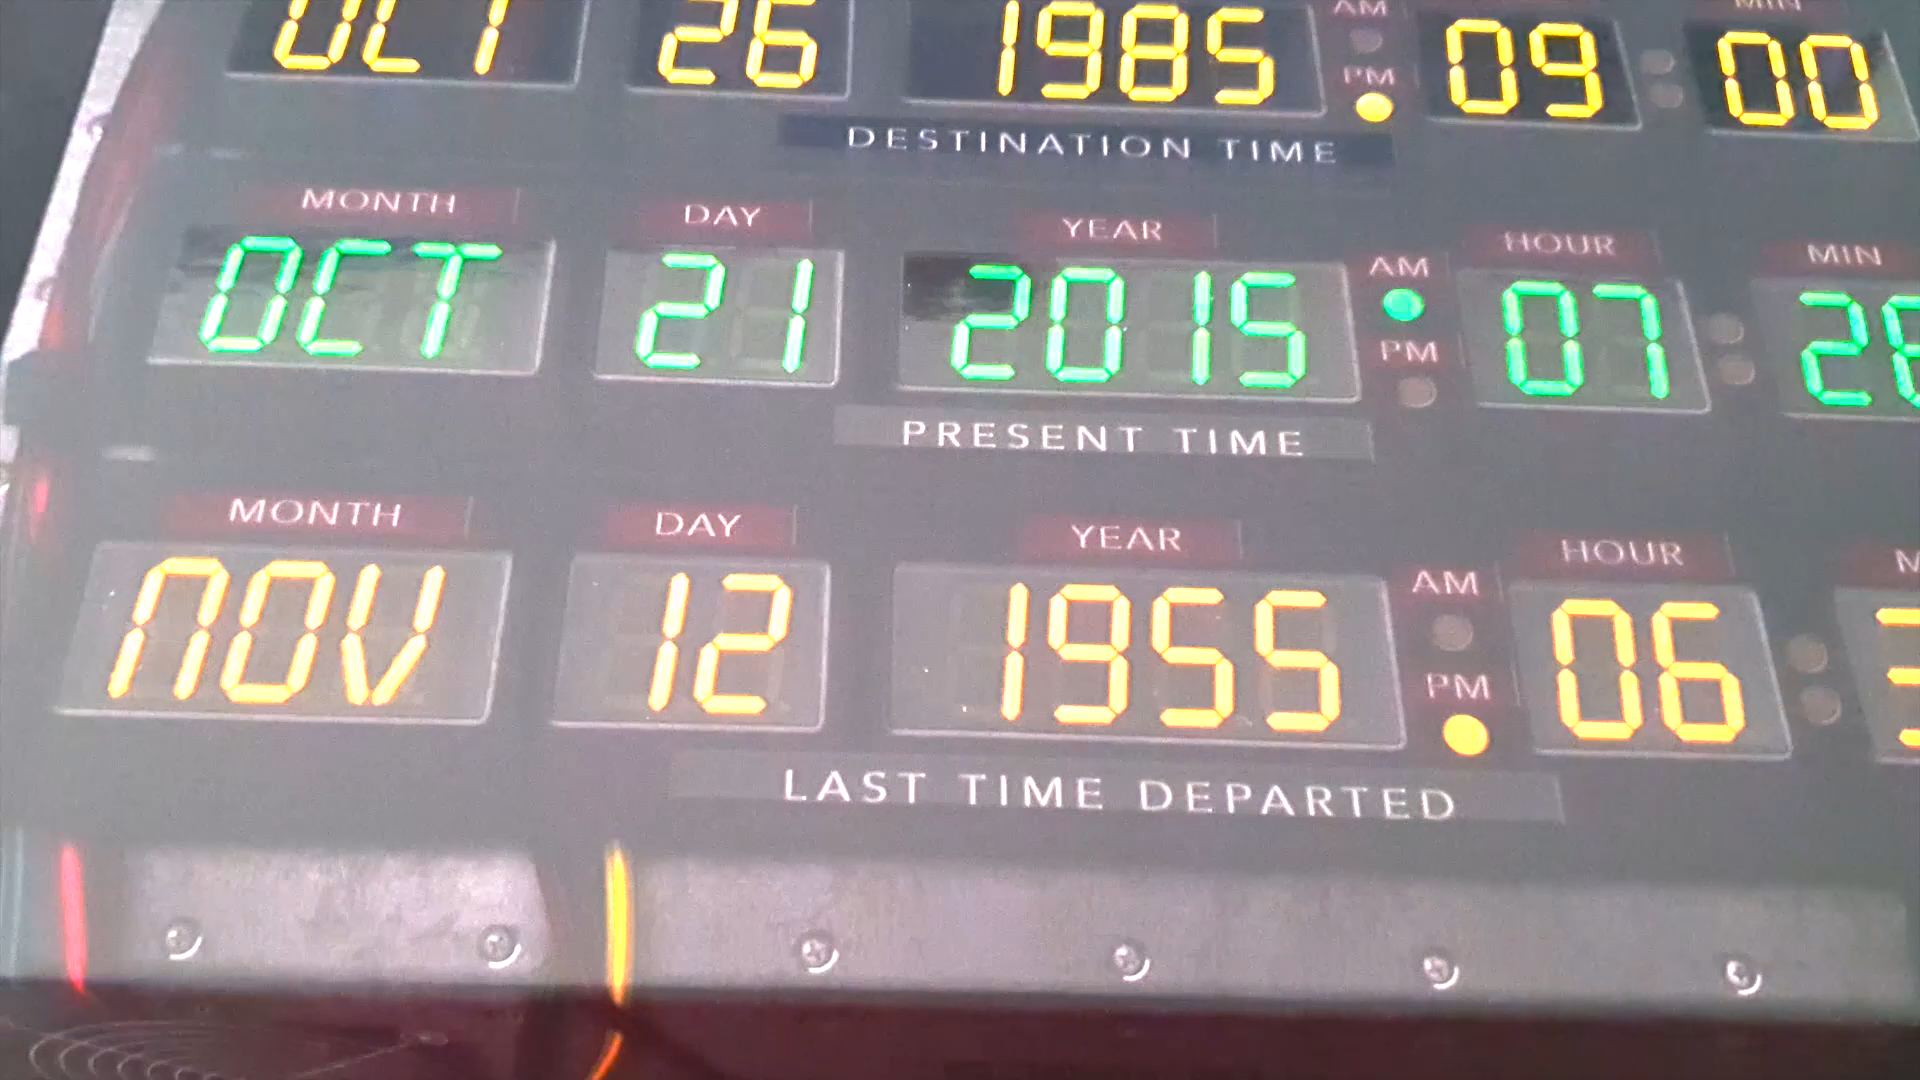 AM MIN
OCT 26 1985 PM 09 00
DESTINATION TIME
MONTH DAY YEAR HOUR MIN
OCT 21 2015 AM PM 07
PRESENT TIME
MONTH DAY YEAR HOUR
NOV 12 1955 AM PM 06
LAST TIME DEPARTED